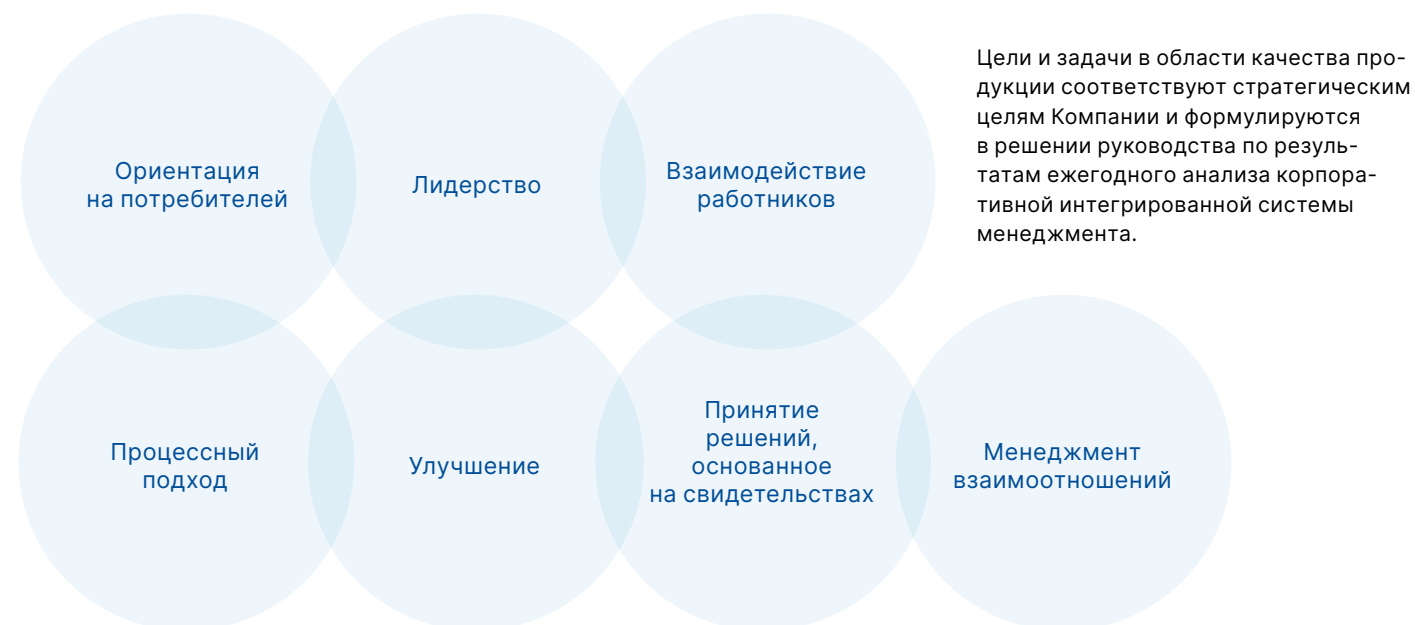 Ориентация
на потребителей
Лидерство
Взаимодействие
работников
Цели и задачи в области качества про-
дукции соответствуют стратегическим
целям Компании и формулируются
в решении руководства по резуль-
татам ежегодного анализа корпора-
тивной интегрированной системы
менеджмента.
Процессный
подход
Улучшение
Принятие
решений,
основанное
на свидетельствах
Менеджмент
взаимоотношений